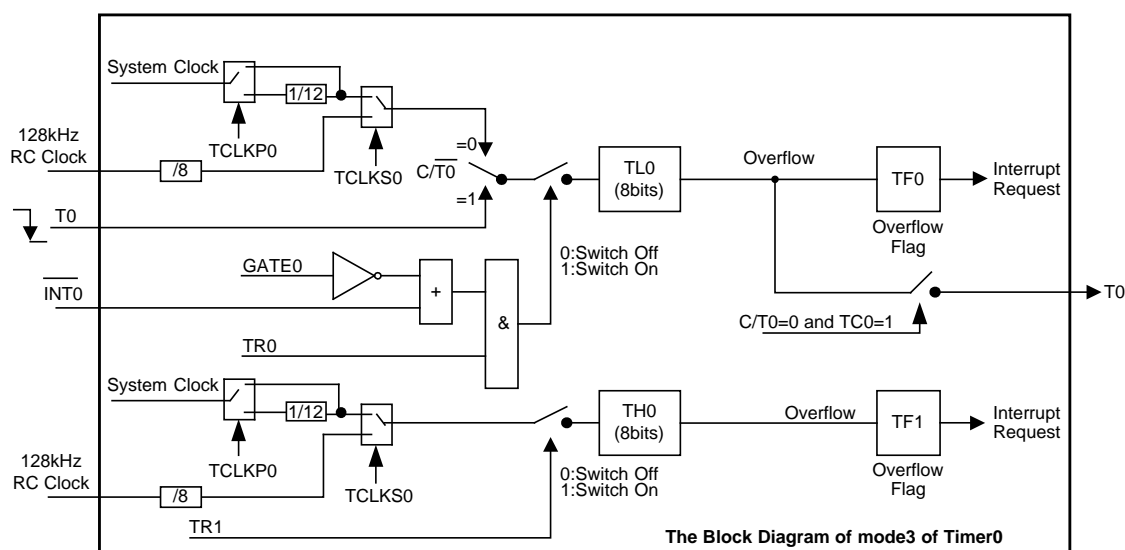 System Clock
1/12
128kHz
RC Clock
/8
TCLKP0
TCLKS0
=0
C/T0
=1
T0
TL0
(8bits)
Overflow
TF0
Interrupt
Request
Overflow
Flag
0:Switch Off
1:Switch On
GATE0
INT0
+
&
TR0
C/T0=0 and TC0=1
T0
System Clock
1/12
128kHz
RC Clock
/8
TCLKP0
TCLKS0
TR1
0:Switch Off
1:Switch On
TH0
(8bits)
Overflow
TF1
Interrupt
Request
Overflow
Flag
The Block Diagram of mode3 of Timer0